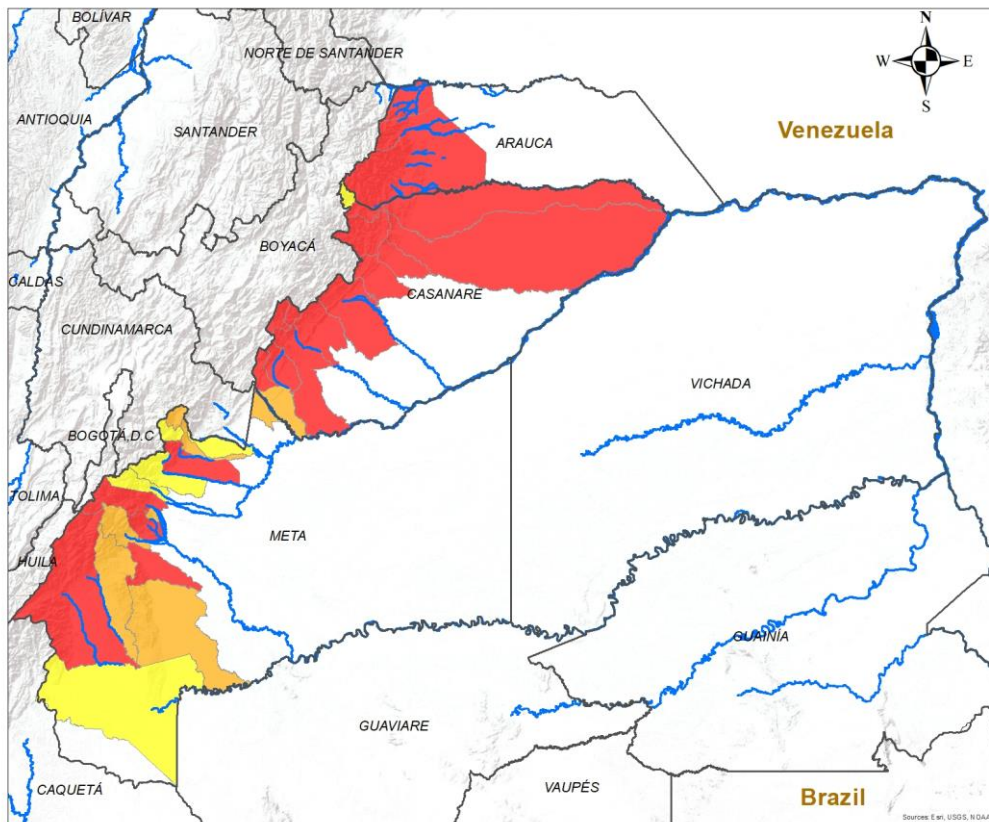 BOLÍVAR
N
NORTE DE SANTANDER
W
E
S
ANTIOQUIA
SANTANDER
Venezuela
ARAUCA
BOYACÁ
CALDAS
CASANARE
CUNDINAMARCA
VICHADA
BOGOTÁ D.C
TOLIMA
META
HUILA
GUAINÍA
GUAVIARE
CAQUETÁ
VAUPÉS
Brazil
Sources: Esri, USGS, NOAA